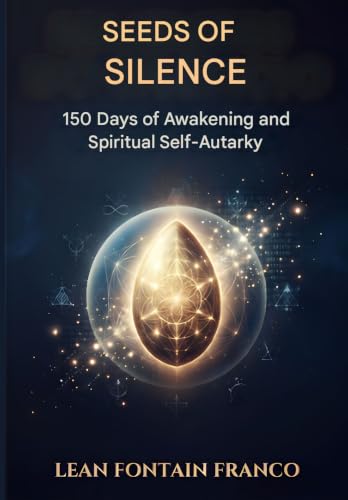 SEEDS OF
SILENCE
150 Days of Awakening and
Spiritual Self-Autarky
LEAN FONTAIN FRANCO